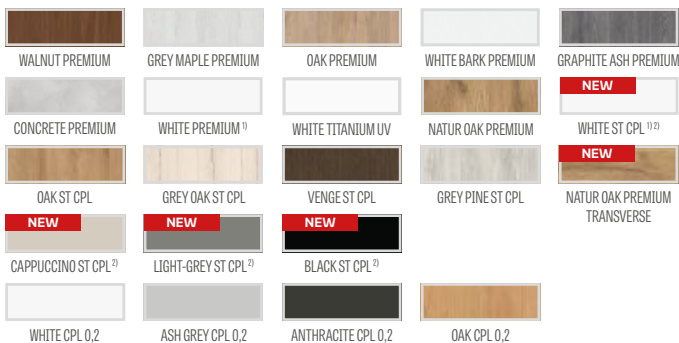 WALNUT PREMIUM
GREY MAPLE PREMIUM
OAK PREMIUM
WHITE BARK PREMIUM
GRAPHITE ASH PREMIUM
CONCRETE PREMIUM
WHITE PREMIUM 1)
WHITE TITANIUM UV
NATUR OAK PREMIUM
NEW
WHITE ST CPL 1) 2)
OAK ST CPL
GREY OAK ST CPL
VENGE ST CPL
GREY PINE ST CPL
NEW
NATUR OAK PREMIUM
TRANSVERSE
NEW
CAPPUCCINO ST CPL 2)
NEW
LIGHT-GREY ST CPL 2)
NEW
BLACK ST CPL 2)
WHITE CPL 0,2
ASH GREY CPL 0,2
ANTHRACITE CPL 0,2
OAK CPL 0,2